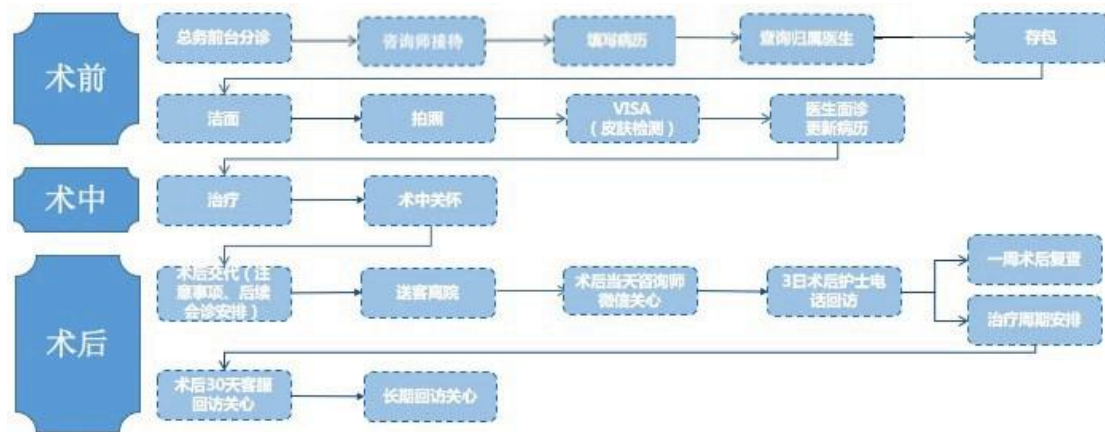 术前
总务前台分诊
咨询师接待
填写病历
查询归属医生
存包
洁面
拍照
VISA
（皮肤检测）
医生面诊
更新病历
术中
治疗
术中关怀
术后
术后交代（注
意事项、后续
会诊安排）
送客离院
术后当天咨询师
微信关心
3日术后护士电
话回访
一周术后复查
治疗周期安排
术后30天客服
回访关心
长期回访关心